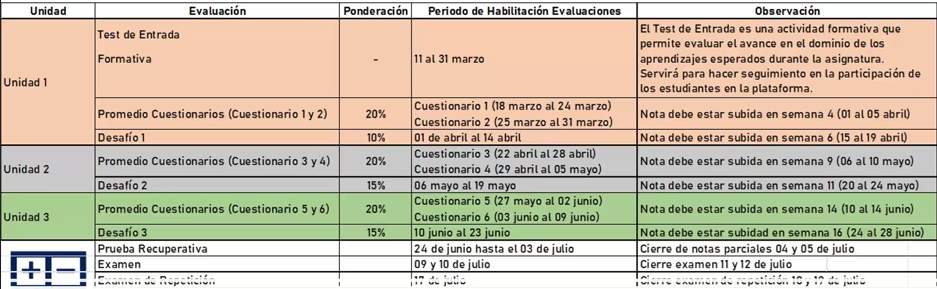 Unidad Evaluación Ponderación Periodo de Habilitación Evaluaciones Observación
Unidad 1
Test de Entrada
Formativa
-
11 al 31 marzo
El Test de Entrada es una actividad formativa que
permite evaluar el avance en el dominio de los
aprendizajes esperados durante la asignatura.
Servirá para hacer seguimiento en la participación de
los estudiantes en la plataforma.
Promedio Cuestionarios (Cuestionario 1 y 2)
20%
Cuestionario 1 (18 marzo al 24 marzo)
Cuestionario 2 (25 marzo al 31 marzo)
Nota debe estar subida en semana 4 (01 al 05 abril)
Desafío 1 10% 01 de abril al 14 abril Nota debe estar subida en semana 6 (15 al 19 abril)
Unidad 2
Promedio Cuestionarios (Cuestionario 3 y 4)
20%
Cuestionario 3 (22 abril al 28 abril)
Cuestionario 4 (29 abril al 05 mayo)
Nota debe estar subida en semana 9 (06 al 10 mayo)
Desafío 2 15% 06 mayo al 19 mayo Nota debe estar subida en semana 11 (20 al 24 mayo)
Unidad 3
Promedio Cuestionarios (Cuestionario 5 y 6)
20%
Cuestionario 5 (27 mayo al 02 junio)
Cuestionario 6 (03 junio al 09 junio)
Nota debe estar subida en semana 14 (10 al 14 junio)
Desafío 3 15% 10 junio al 23 junio Nota debe estar subidad en semana 16 (24 al 28 junio)
Prueba Recuperativa 24 de junio hasta el 03 de julio Cierre de notas parciales 04 y 05 de julio
Examen 09 y 10 de julio Cierre examen 11 y 12 de julio
Examen de Repetición 17 de julio Cierre examen de repetición 18 y 19 de julio